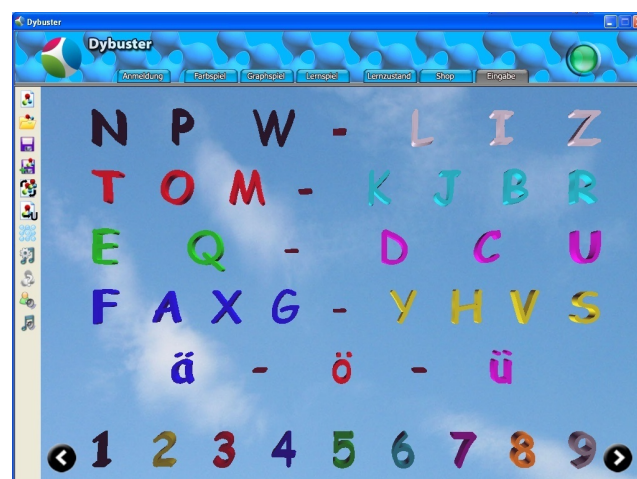 Dybuster
Dybuster
Anmeldung Farbspiel Graphspiel Lernspiel Lernzustand Shop Eingabe
N P W - L I Z
T O M - K J B R
E Q - D C U
F A X G - Y H V S
ä - ö - ü
1 2 3 4 5 6 7 8 9